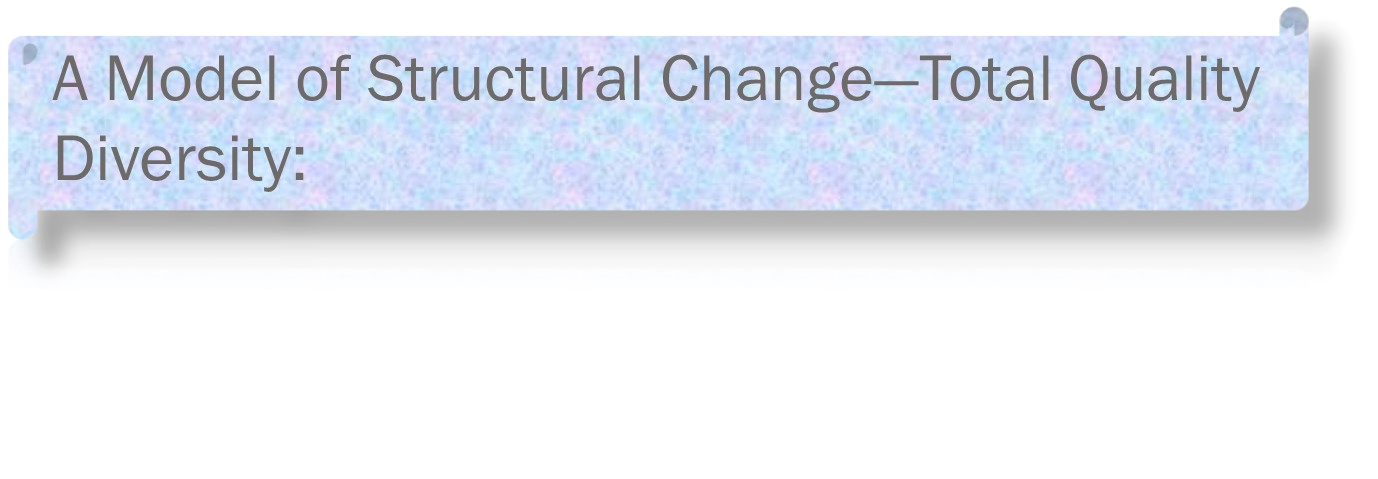 A Model of Structural Change—Total Quality
Diversity: